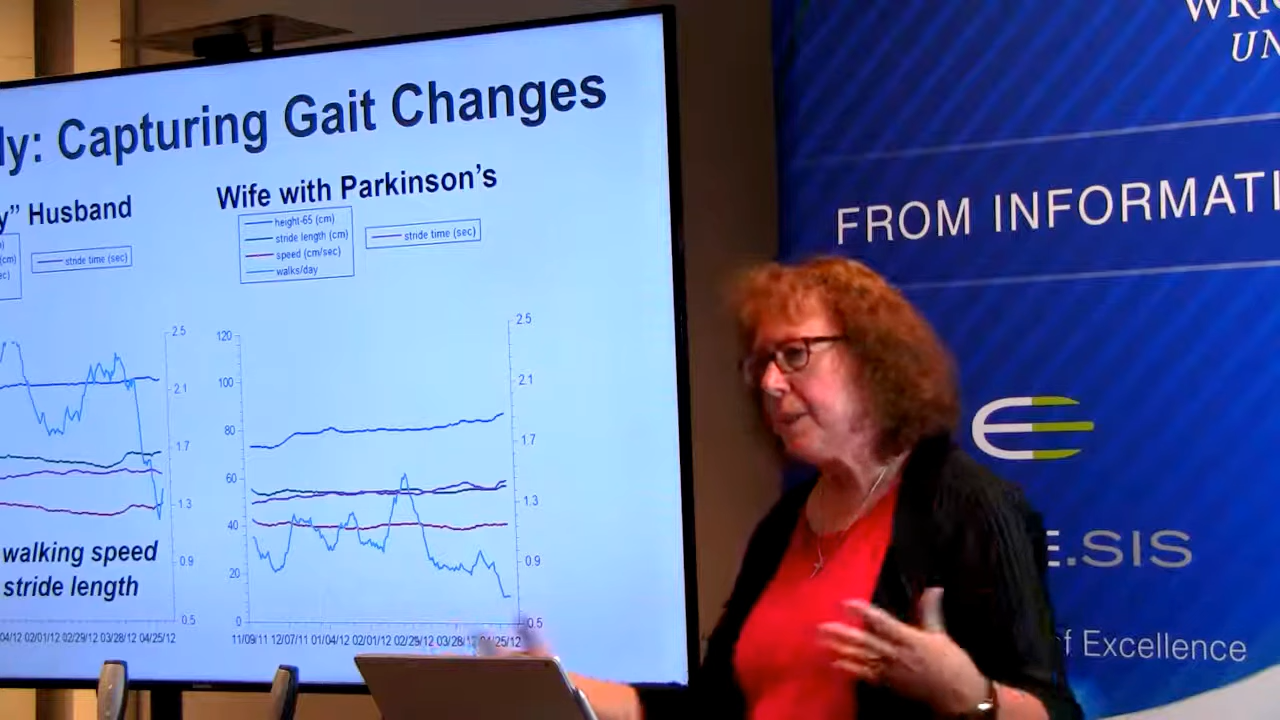 ly: Capturing Gait Changes
y” Husband
Wife with Parkinson's
(cm)
stride time (sec)
height-65 (cm)
stride length (cm)
speed (cm/sec)
walks/day
stride time (sec)
2.5
2.1
1.7
1.3
0.9
0.5
120
100
80
60
40
20
0
2.5
2.1
1.7
1.3
0.9
0.5
walking speed
stride length
04/12 02/01/12 02/29/12 03/28/12 04/25/12
11/09/11 12/07/11 01/04/12 02/01/12 02/29/12 03/28/12 04/25/12
WRI
UN
FROM INFORMATI
E.SIS
of Excellence